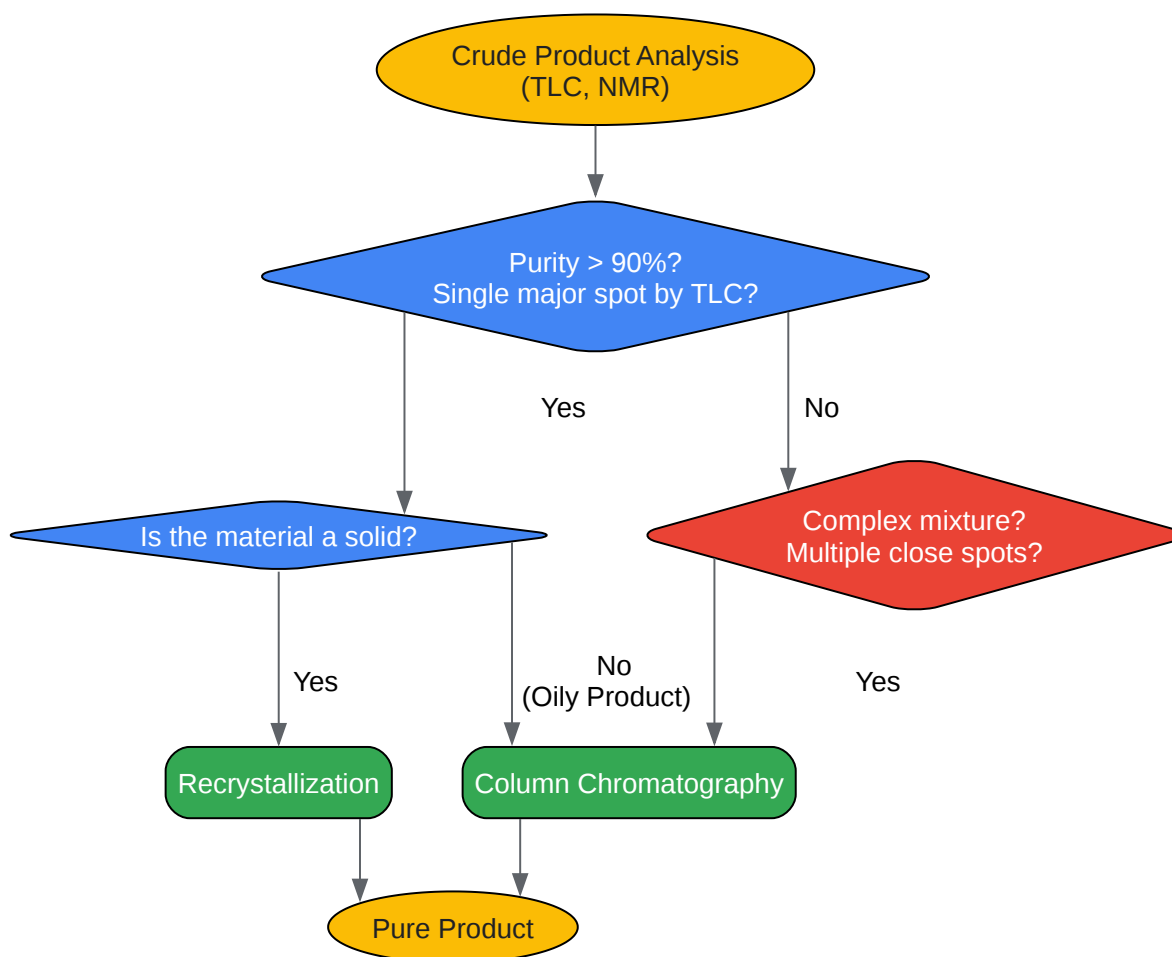 Crude Product Analysis
(TLC, NMR)
Purity > 90%?
Single major spot by TLC?
Yes
No
Is the material a solid?
Complex mixture?
Multiple close spots?
Yes
No
(Oily Product)
Yes
Recrystallization
Column Chromatography
Pure Product